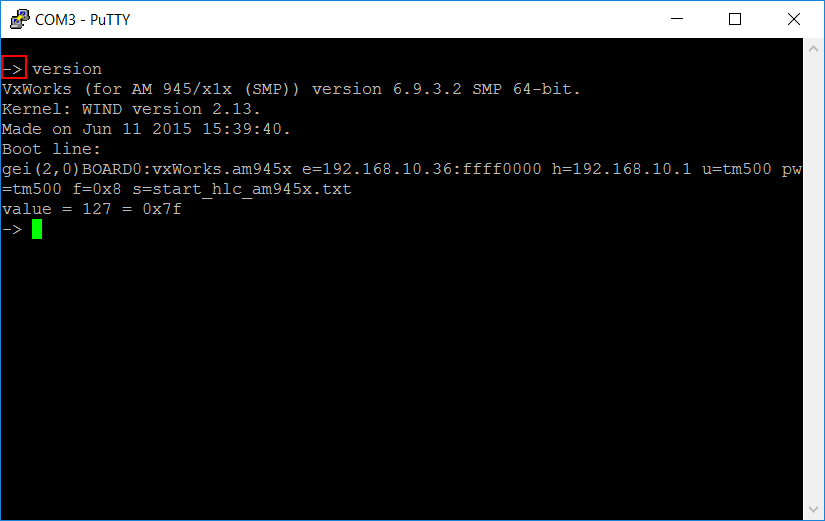 COM3 - PuTTY
-> version
VxWorks (for AM 945/x1x (SMP)) version 6.9.3.2 SMP 64-bit.
Kernel: WIND version 2.13.
Made on Jun 11 2015 15:39:40.
Boot line:
gei(2,0)BOARD0:vxWorks.am945x e=192.168.10.36:ffff0000 h=192.168.10.1 u=tm500 pw
=tm500 f=0x8 s=start_hlc_am945x.txt
value = 127 = 0x7f
->